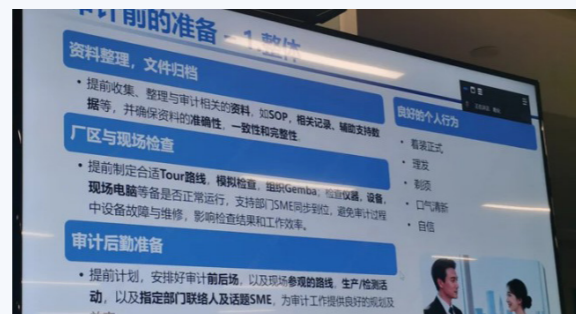 审计前的准备 - 1.整体
资料整理，文件归档
• 提前收集、整理与审计相关的资料，如SOP，相关记录、辅助支持数
据等，并确保资料的准确性、一致性和完整性。
厂区与现场检查
• 提前制定合适Tour路线，模拟检查，组织Gemba；检查仪器，设备，
现场电脑等备是否正常运行，支持部门SME同步到位，避免审计过程
中设备故障与维修，影响检查结果和工作效率。
审计后勤准备
• 提前计划，安排好审计前后场，以及现场参观的路线，生产/检测活
动，以及指定部门联络人及话题SME，为审计工作提供良好的规划及
良好的个人行为
• 着装正式
• 理发
• 剃须
• 口气清新
• 自信